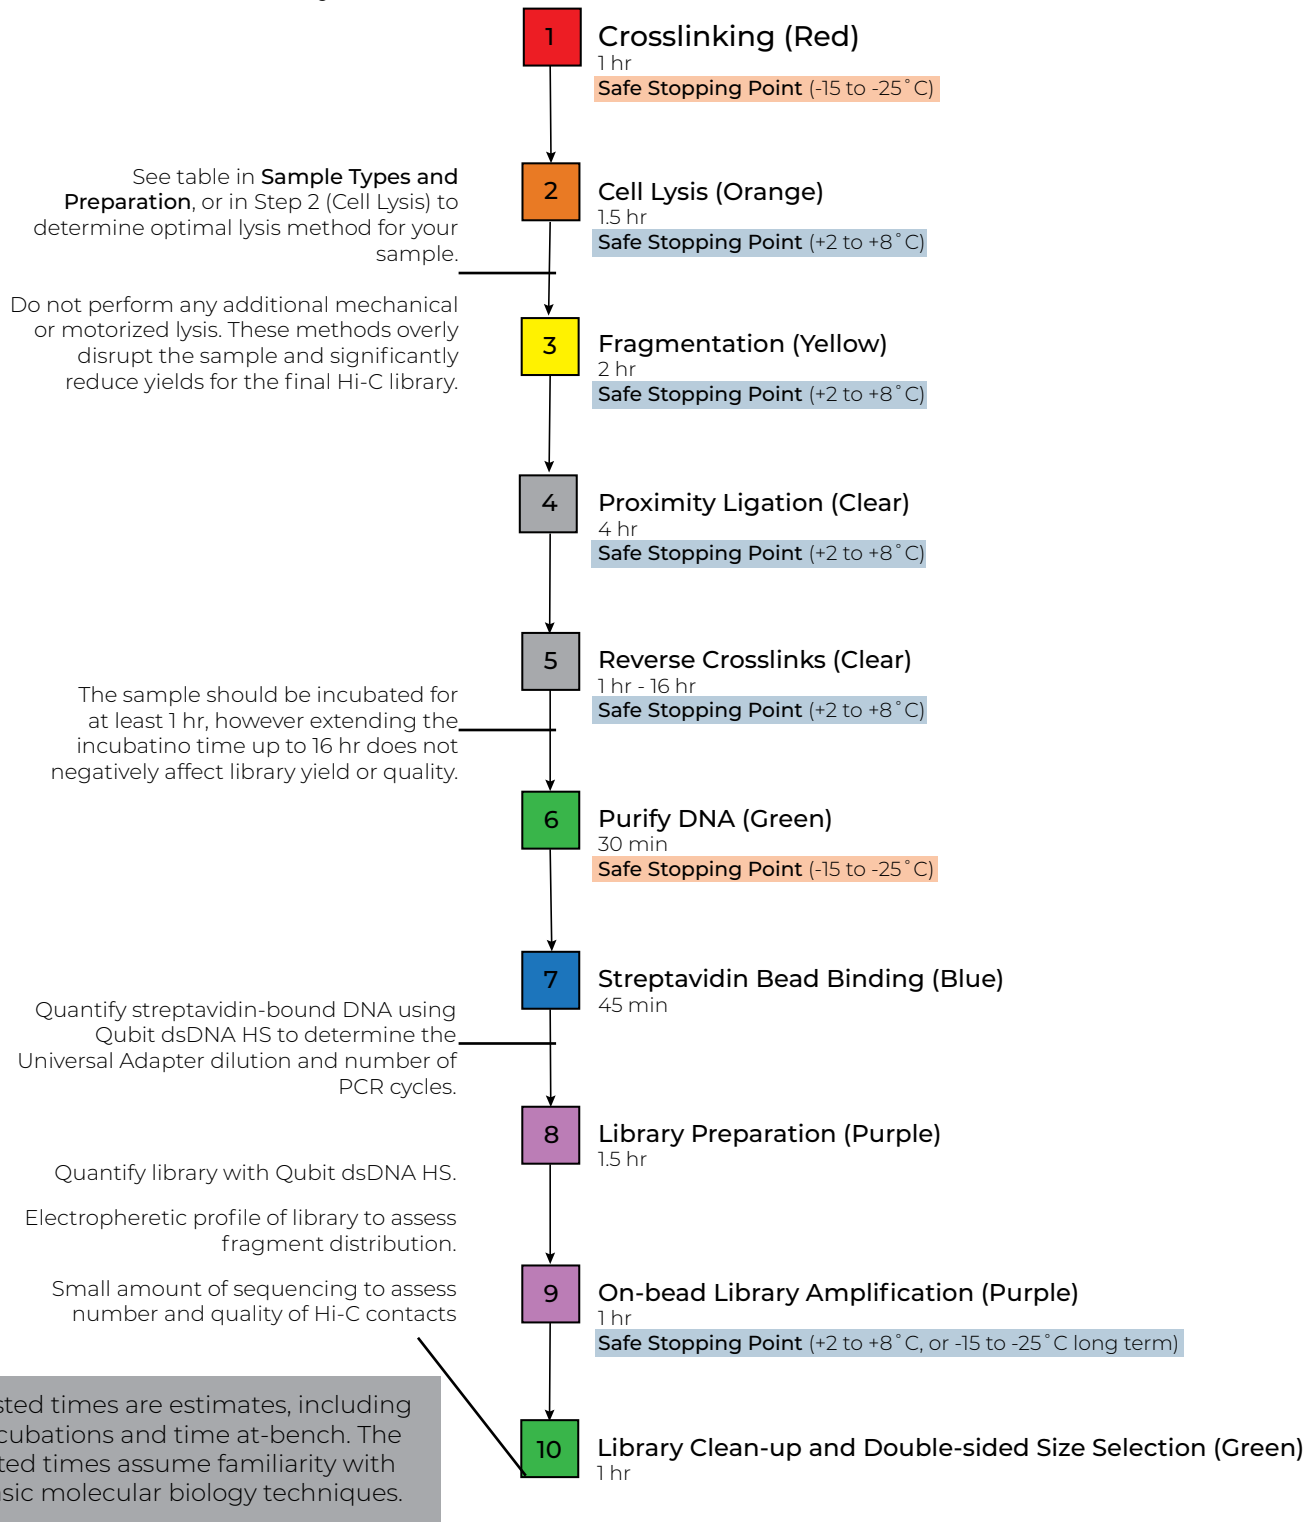 1
Crosslinking (Red)
1 hr
Safe Stopping Point (-15 to -25˚C)
See table in Sample Types and
Preparation, or in Step 2 (Cell Lysis) to
determine optimal lysis method for your
sample.
2
Cell Lysis (Orange)
1.5 hr
Safe Stopping Point (+2 to +8˚C)
Do not perform any additional mechanical
or motorized lysis. These methods overly
disrupt the sample and significantly
reduce yields for the final Hi-C library.
3
Fragmentation (Yellow)
2 hr
Safe Stopping Point (+2 to +8˚C)
4
Proximity Ligation (Clear)
4 hr
Safe Stopping Point (+2 to +8˚C)
5
Reverse Crosslinks (Clear)
1 hr - 16 hr
Safe Stopping Point (+2 to +8˚C)
The sample should be incubated for
at least 1 hr, however extending the
incubatino time up to 16 hr does not
negatively affect library yield or quality.
6
Purify DNA (Green)
30 min
Safe Stopping Point (-15 to -25˚C)
7
Streptavidin Bead Binding (Blue)
45 min
Quantify streptavidin-bound DNA using
Qubit dsDNA HS to determine the
Universal Adapter dilution and number of
PCR cycles.
8
Library Preparation (Purple)
1.5 hr
Quantify library with Qubit dsDNA HS.
Electropheretic profile of library to assess
fragment distribution.
Small amount of sequencing to assess
number and quality of Hi-C contacts
9
On-bead Library Amplification (Purple)
1 hr
Safe Stopping Point (+2 to +8˚C, or -15 to -25˚C long term)
10
Library Clean-up and Double-sided Size Selection (Green)
1 hr
times are estimates, including
and time at-bench. The
times assume familiarity with
molecular biology techniques.